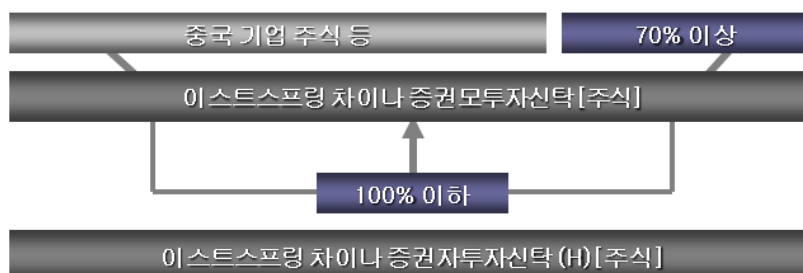 중국 기업 주식 등
70% 이상
이스트스프링 차이나 증권모투자신탁[주식]
100% 이하
이스트스프링 차이나 증권자투자신탁(H)[주식]